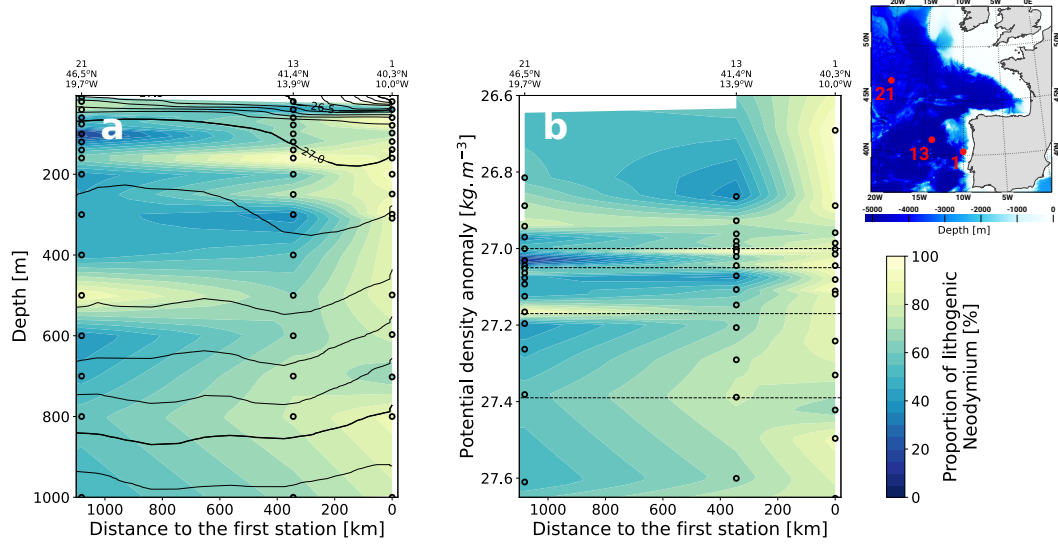 21
46,5°N
19,7°W
13
41,4°N
13,9°W
1
40,3°N
10,0°W
a
26.5
27.0
200
400
600
800
1000
Depth [m]
1000
800
600
400
200
0
Distance to the first station [km]
21
46,5°N
19,7°W
13
41,4°N
13,9°W
1
40,3°N
10,0°W
b
26.6
26.8
27.0
27.2
27.4
27.6
Potential density anomaly [kg.m⁻³]
1000
800
600
400
200
0
Distance to the first station [km]
20W
15W
10W
5W
0E
50N
45N
40N
50N
45N
40N
21
13
1
20W
15W
10W
5W
-5000
-4000
-3000
-2000
-1000
0
Depth [m]
100
80
60
40
20
0
Proportion of lithogenic
Neodymium [%]